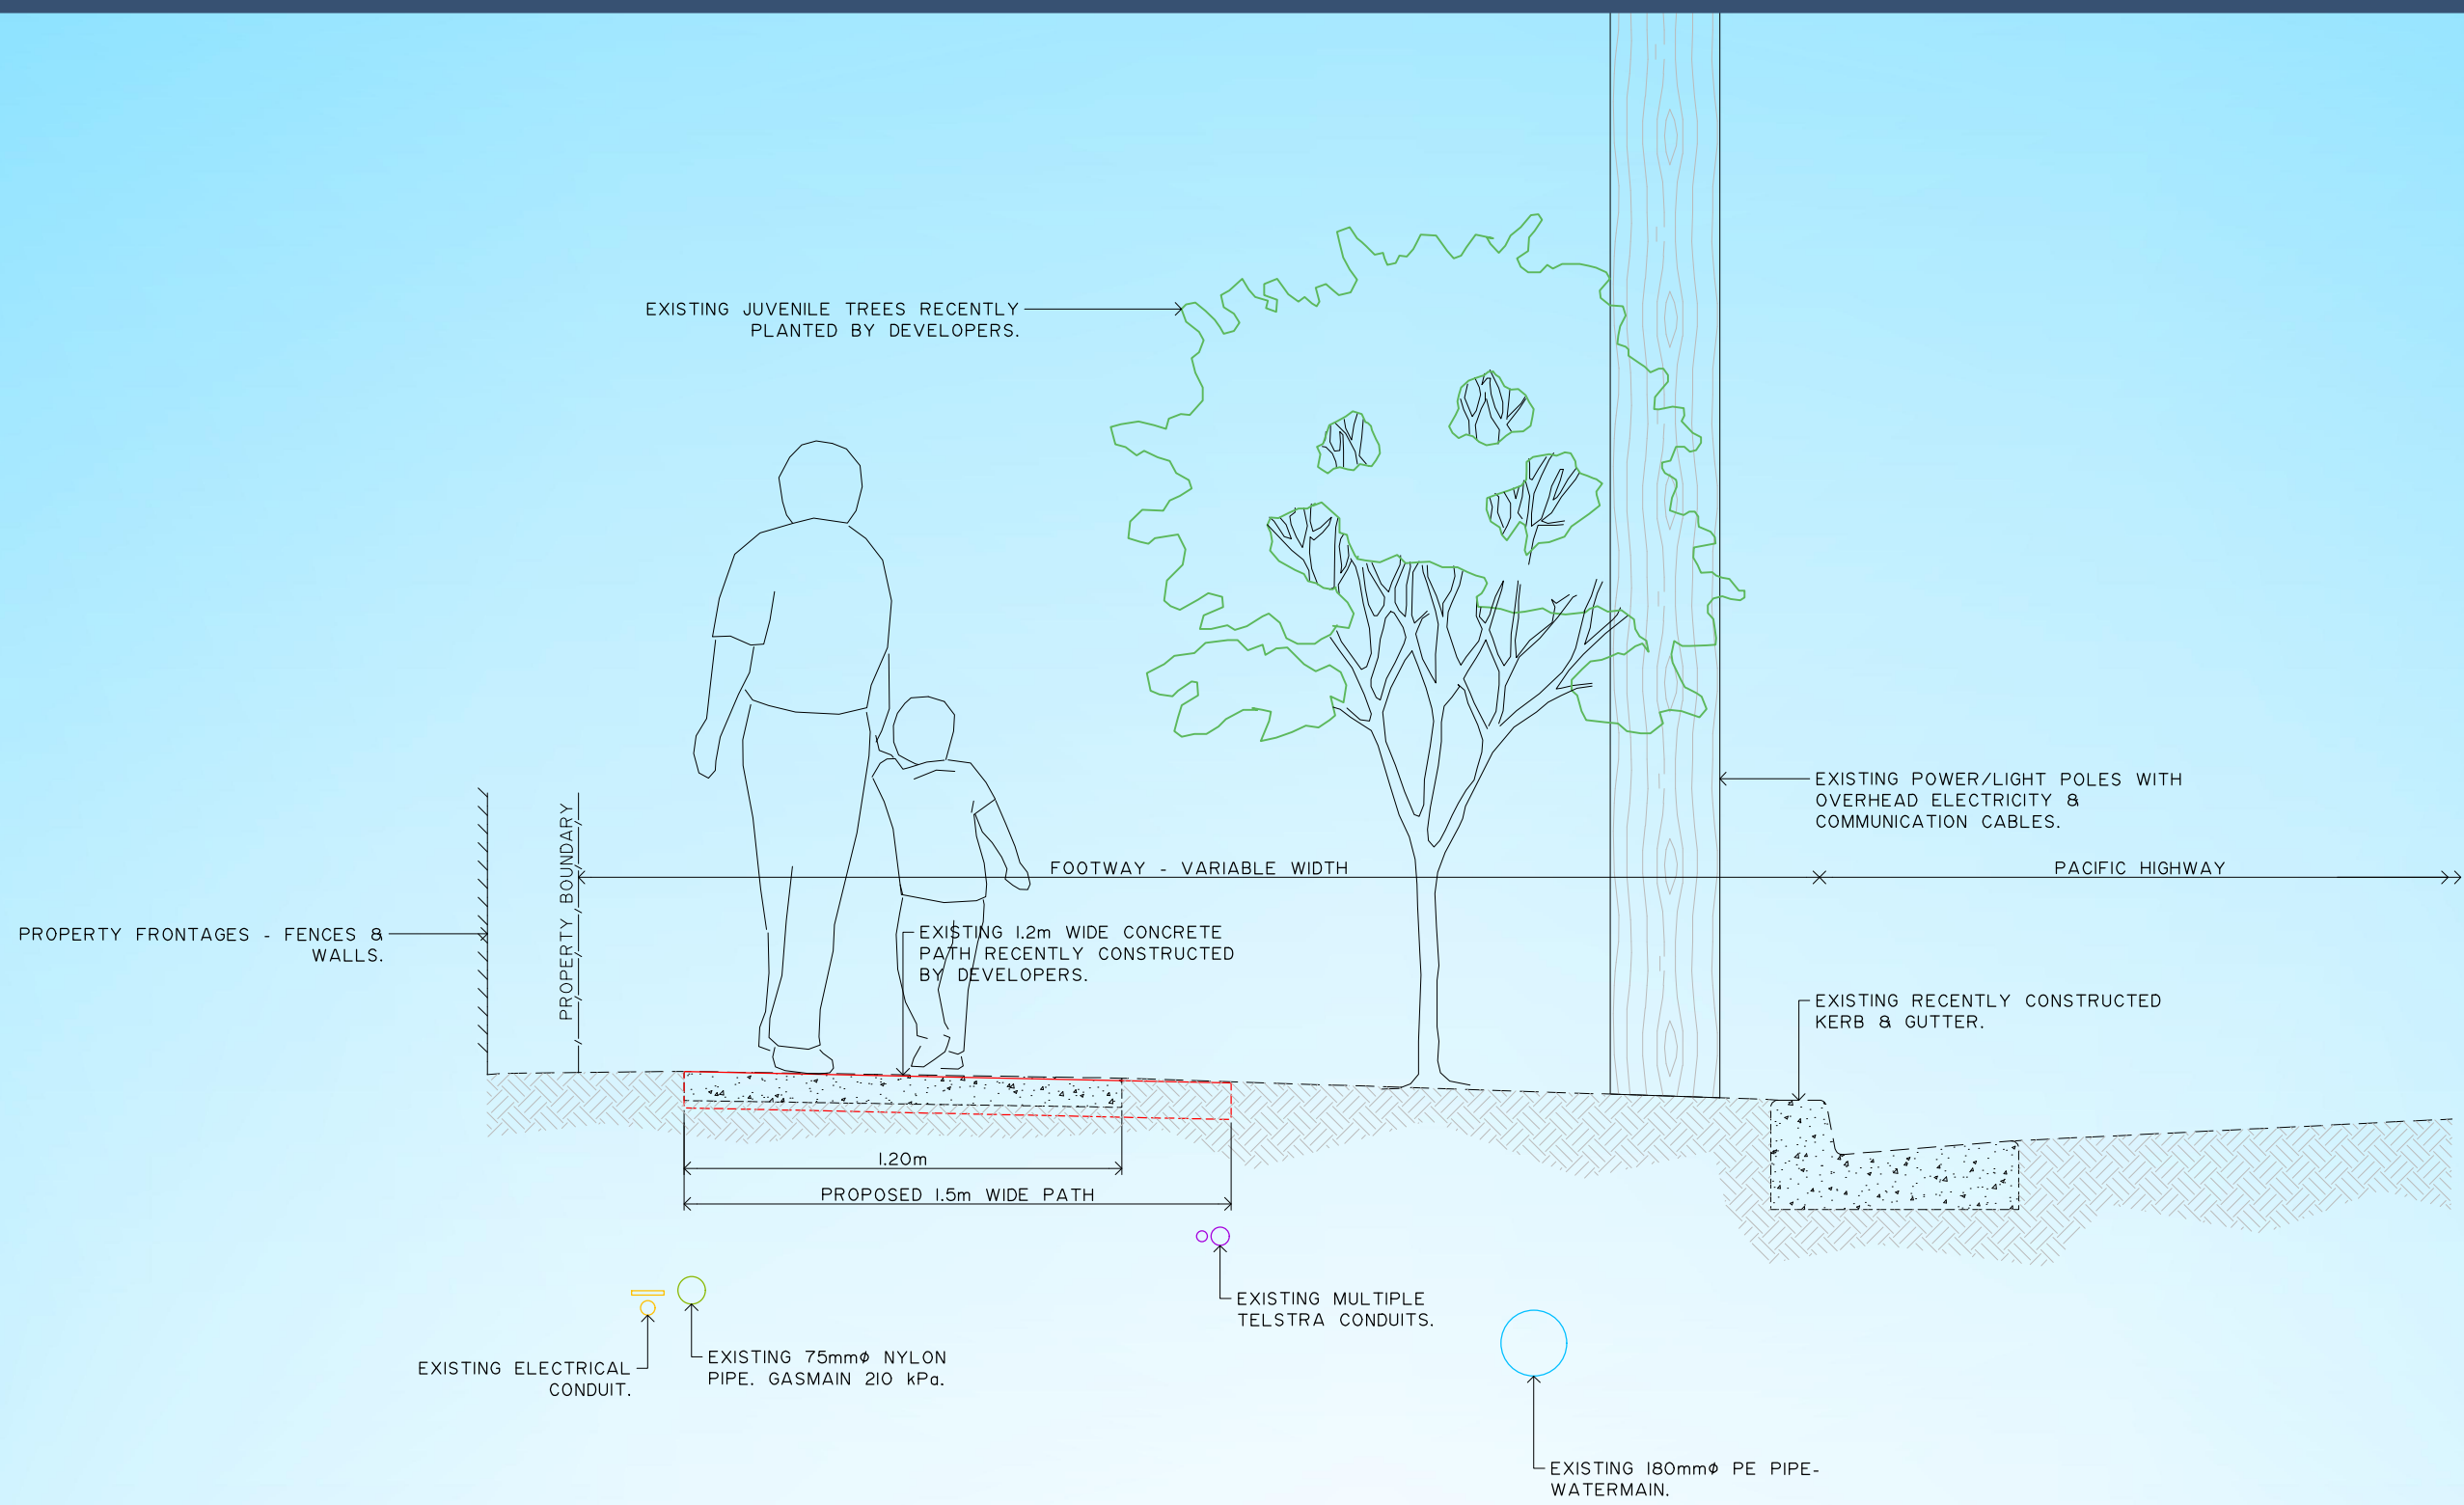 EXISTING JUVENILE TREES RECENTLY
PLANTED BY DEVELOPERS.
EXISTING POWER/LIGHT POLES WITH
OVERHEAD ELECTRICITY &
COMMUNICATION CABLES.
PROPERTY BOUNDARY
FOOTWAY - VARIABLE WIDTH
PACIFIC HIGHWAY
PROPERTY FRONTAGES - FENCES &
WALLS.
EXISTING 1.2m WIDE CONCRETE
PATH RECENTLY CONSTRUCTED
BY DEVELOPERS.
EXISTING RECENTLY CONSTRUCTED
KERB & GUTTER.
1.20m
PROPOSED 1.5m WIDE PATH
EXISTING MULTIPLE
TELSTRA CONDUITS.
EXISTING ELECTRICAL
CONDUIT.
EXISTING 75mmϕ NYLON
PIPE. GASMAIN 210 kPa.
EXISTING 180mmϕ PE PIPE-
WATERMAIN.